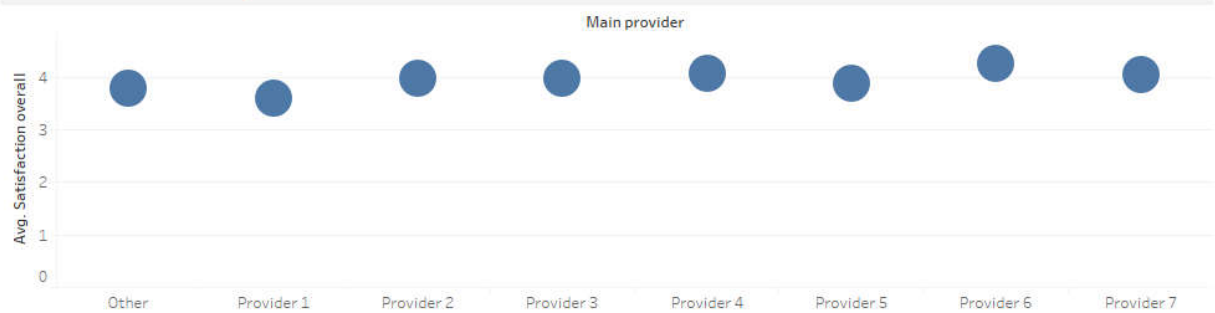 Main provider
Avg. Satisfaction overall
4
3
2
1
0
Other Provider 1 Provider 2 Provider 3 Provider 4 Provider 5 Provider 6 Provider 7